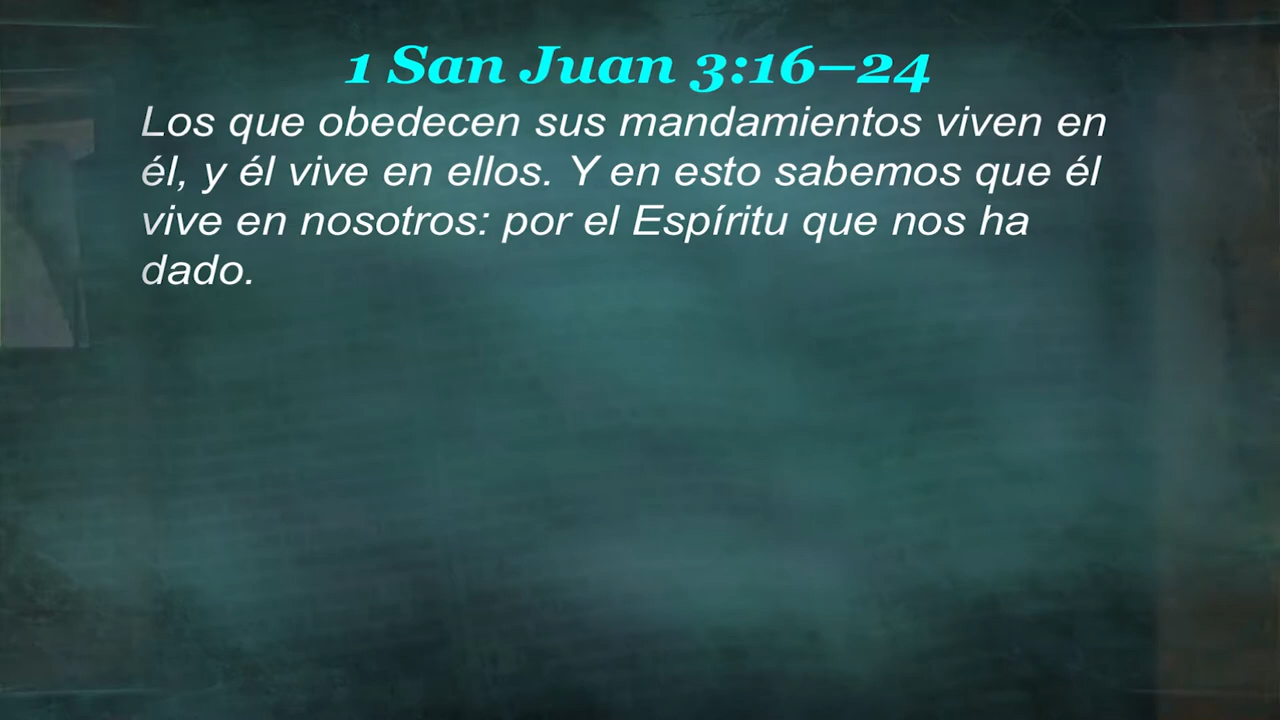 1 San Juan 3:16–24
Los que obedecen sus mandamientos viven en
él, y él vive en ellos. Y en esto sabemos que él
vive en nosotros: por el Espíritu que nos ha
dado.